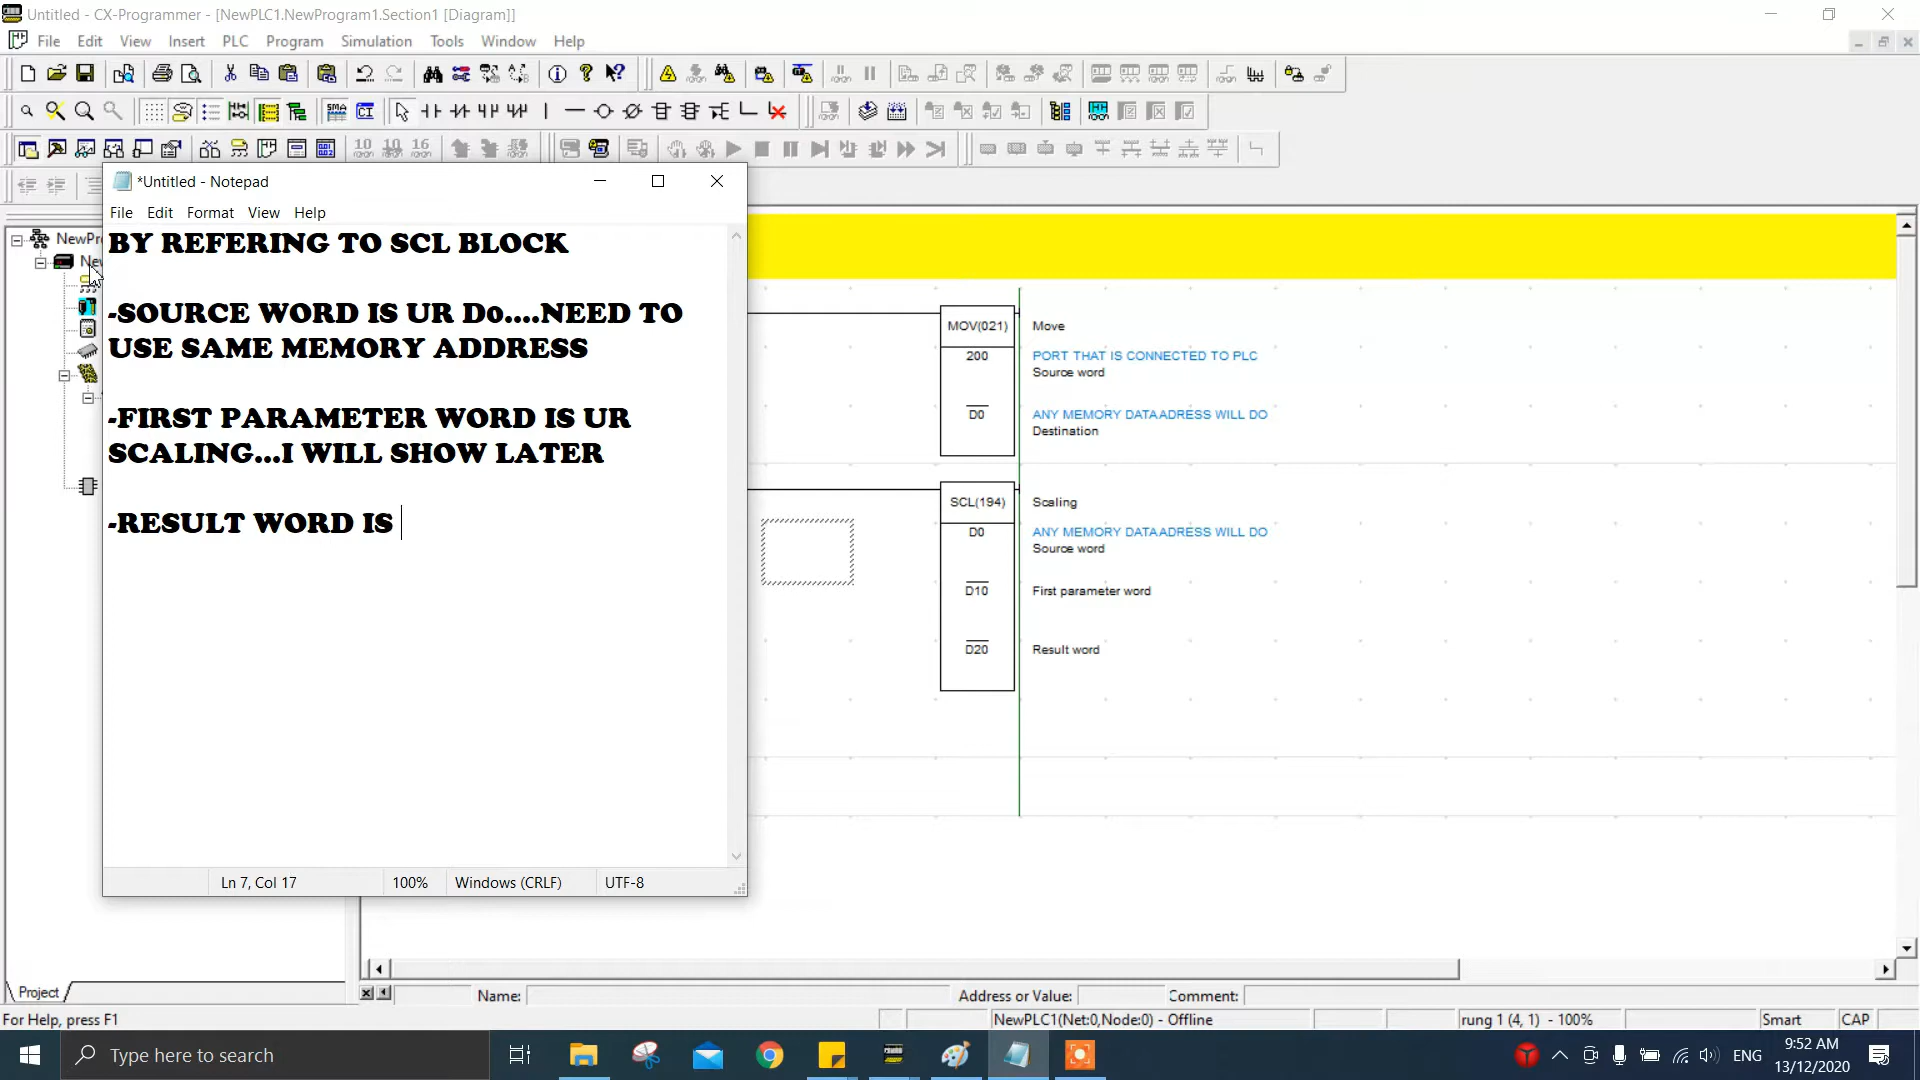 Untitled - CX-Programmer - [NewPLC1.NewProgram1.Section1 [Diagram]]
File Edit View Insert PLC Program Simulation Tools Window Help
*Untitled - Notepad
File Edit Format View Help
BY REFERING TO SCL BLOCK
-SOURCE WORD IS UR D0....NEED TO
USE SAME MEMORY ADDRESS
-FIRST PARAMETER WORD IS UR
SCALING...I WILL SHOW LATER
-RESULT WORD IS
Ln 7, Col 17 100% Windows (CRLF) UTF-8
NewPro
New
MOV(021) Move
200 PORT THAT IS CONNECTED TO PLC
Source word
D0 ANY MEMORY DATA ADRESS WILL DO
Destination
SCL(194) Scaling
D0 ANY MEMORY DATA ADRESS WILL DO
Source word
D10 First parameter word
D20 Result word
Project
Name: Address or Value: Comment:
For Help, press F1 NewPLC1(Net:0,Node:0) - Offline rung 1 (4, 1) - 100% Smart CAP
Type here to search ENG 9:52 AM
13/12/2020